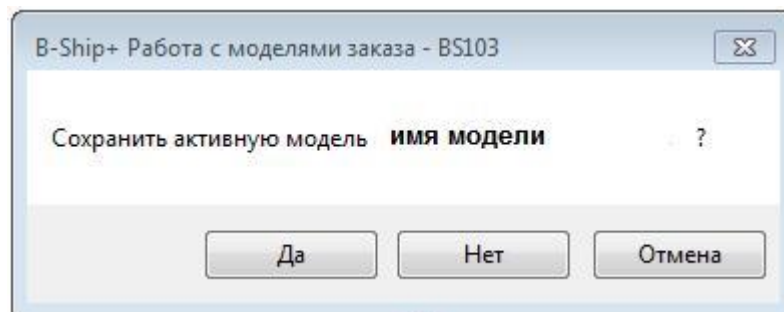 B-Ship+ Работа с моделями заказа - BS103
Сохранить активную модель имя модели ?
Да Нет Отмена